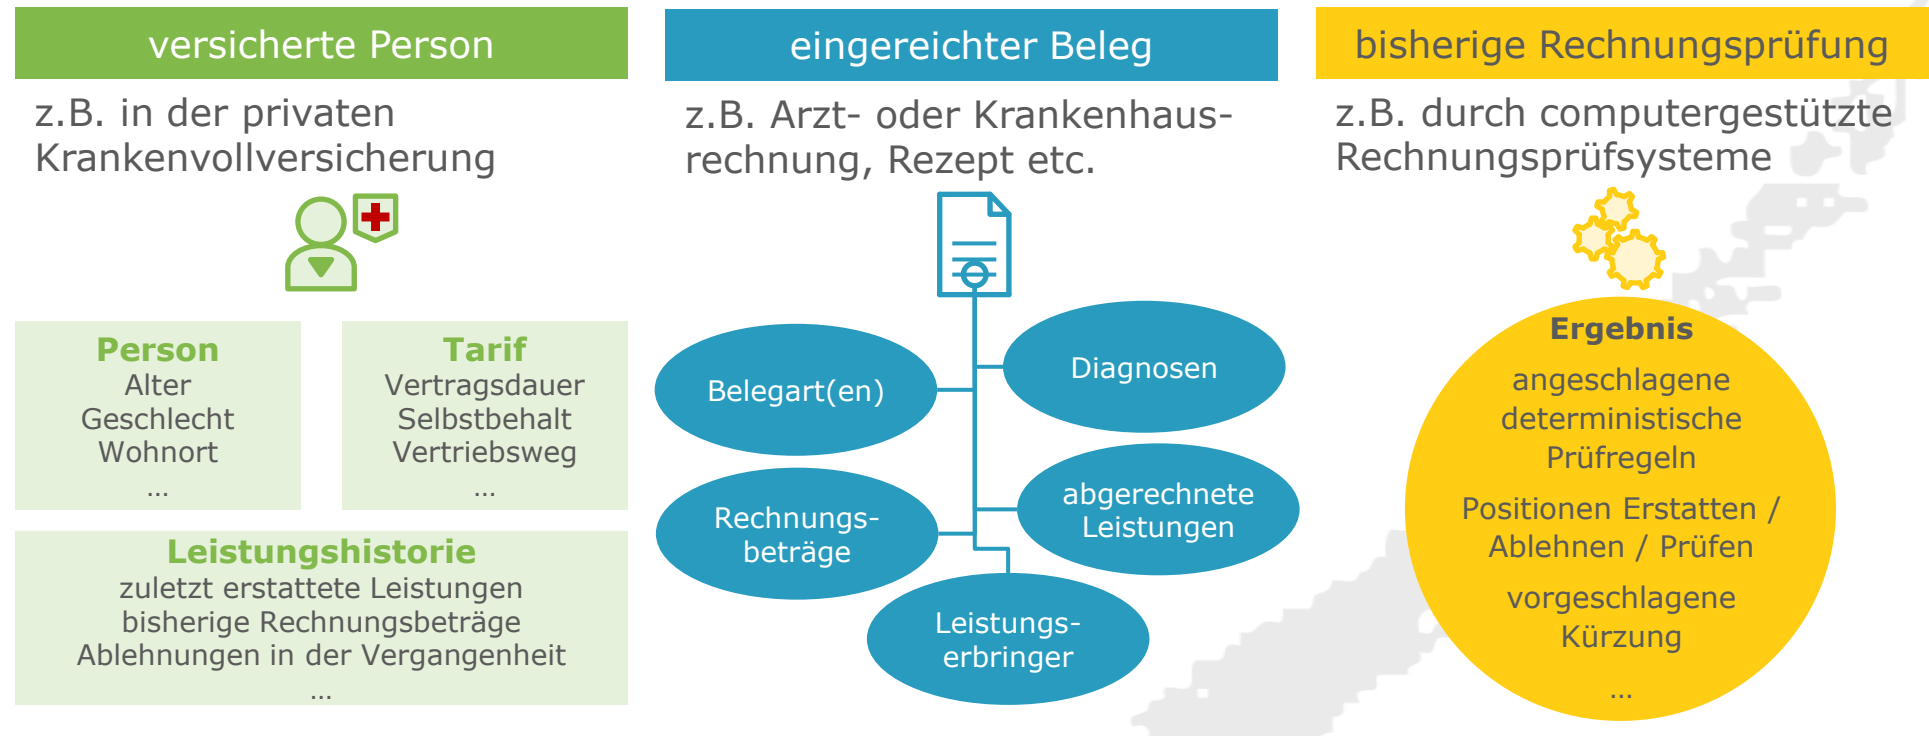 versicherte Person
z.B. in der privaten
Krankenvollversicherung
Person
Alter
Geschlecht
Wohnort
…
Tarif
Vertragsdauer
Selbstbehalt
Vertriebsweg
…
Leistungshistorie
zuletzt erstattete Leistungen
bisherige Rechnungsbeträge
Ablehnungen in der Vergangenheit
…
eingereichter Beleg
z.B. Arzt- oder Krankenhaus-
rechnung, Rezept etc.
Belegart(en)
Diagnosen
Rechnungs-
beträge
abgerechnete
Leistungen
Leistungs-
erbringer
bisherige Rechnungsprüfung
z.B. durch computergestützte
Rechnungsprüfsysteme
Ergebnis
angeschlagene
deterministische
Prüfregeln
Positionen Erstatten /
Ablehnen / Prüfen
vorgeschlagene
Kürzung
…